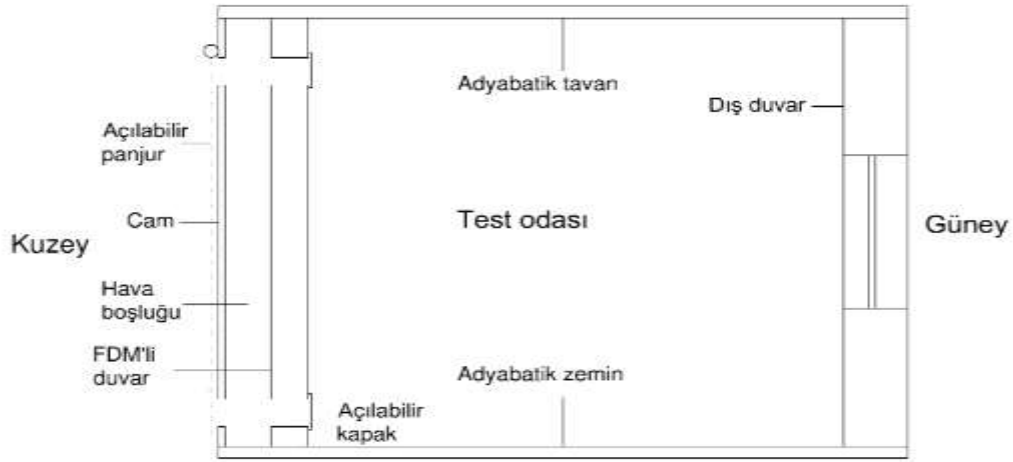 Adyabatik tavan
Dış duvar
Açılabilir
panjur
Cam
Test odası
Kuzey
Güney
Hava
boşluğu
FDM'li
duvar
Adyabatik zemin
Açılabilir
kapak